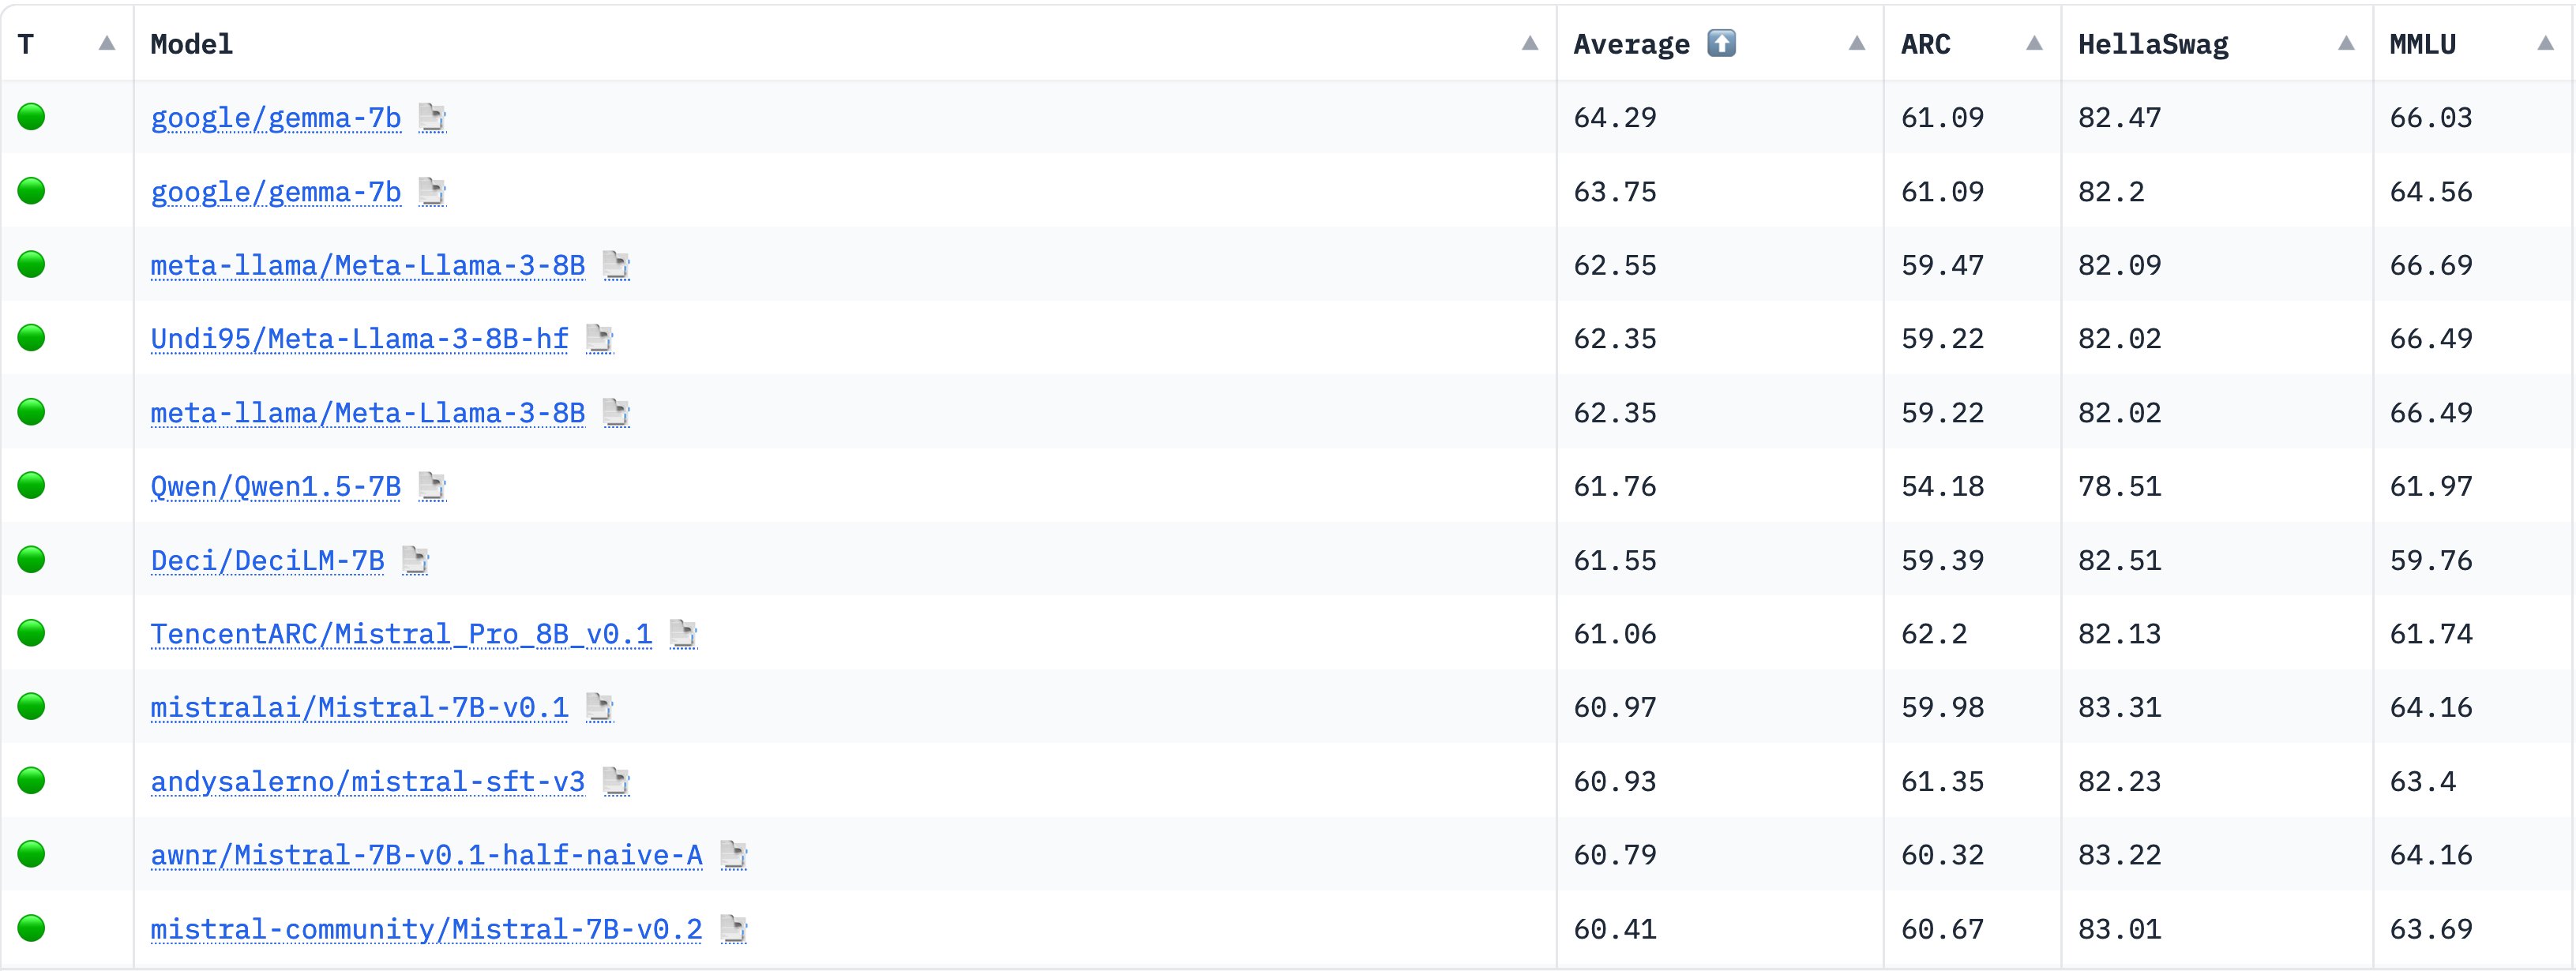 T Model Average ⬆️ ARC HellaSwag MMLU
google/gemma-7b 64.29 61.09 82.47 66.03
google/gemma-7b 63.75 61.09 82.2 64.56
meta-llama/Meta-Llama-3-8B 62.55 59.47 82.09 66.69
Undi95/Meta-Llama-3-8B-hf 62.35 59.22 82.02 66.49
meta-llama/Meta-Llama-3-8B 62.35 59.22 82.02 66.49
Qwen/Qwen1.5-7B 61.76 54.18 78.51 61.97
Deci/DeciLM-7B 61.55 59.39 82.51 59.76
TencentARC/Mistral_Pro_8B_v0.1 61.06 62.2 82.13 61.74
mistralai/Mistral-7B-v0.1 60.97 59.98 83.31 64.16
andysalerno/mistral-sft-v3 60.93 61.35 82.23 63.4
awnr/Mistral-7B-v0.1-half-naive-A 60.79 60.32 83.22 64.16
mistral-community/Mistral-7B-v0.2 60.41 60.67 83.01 63.69